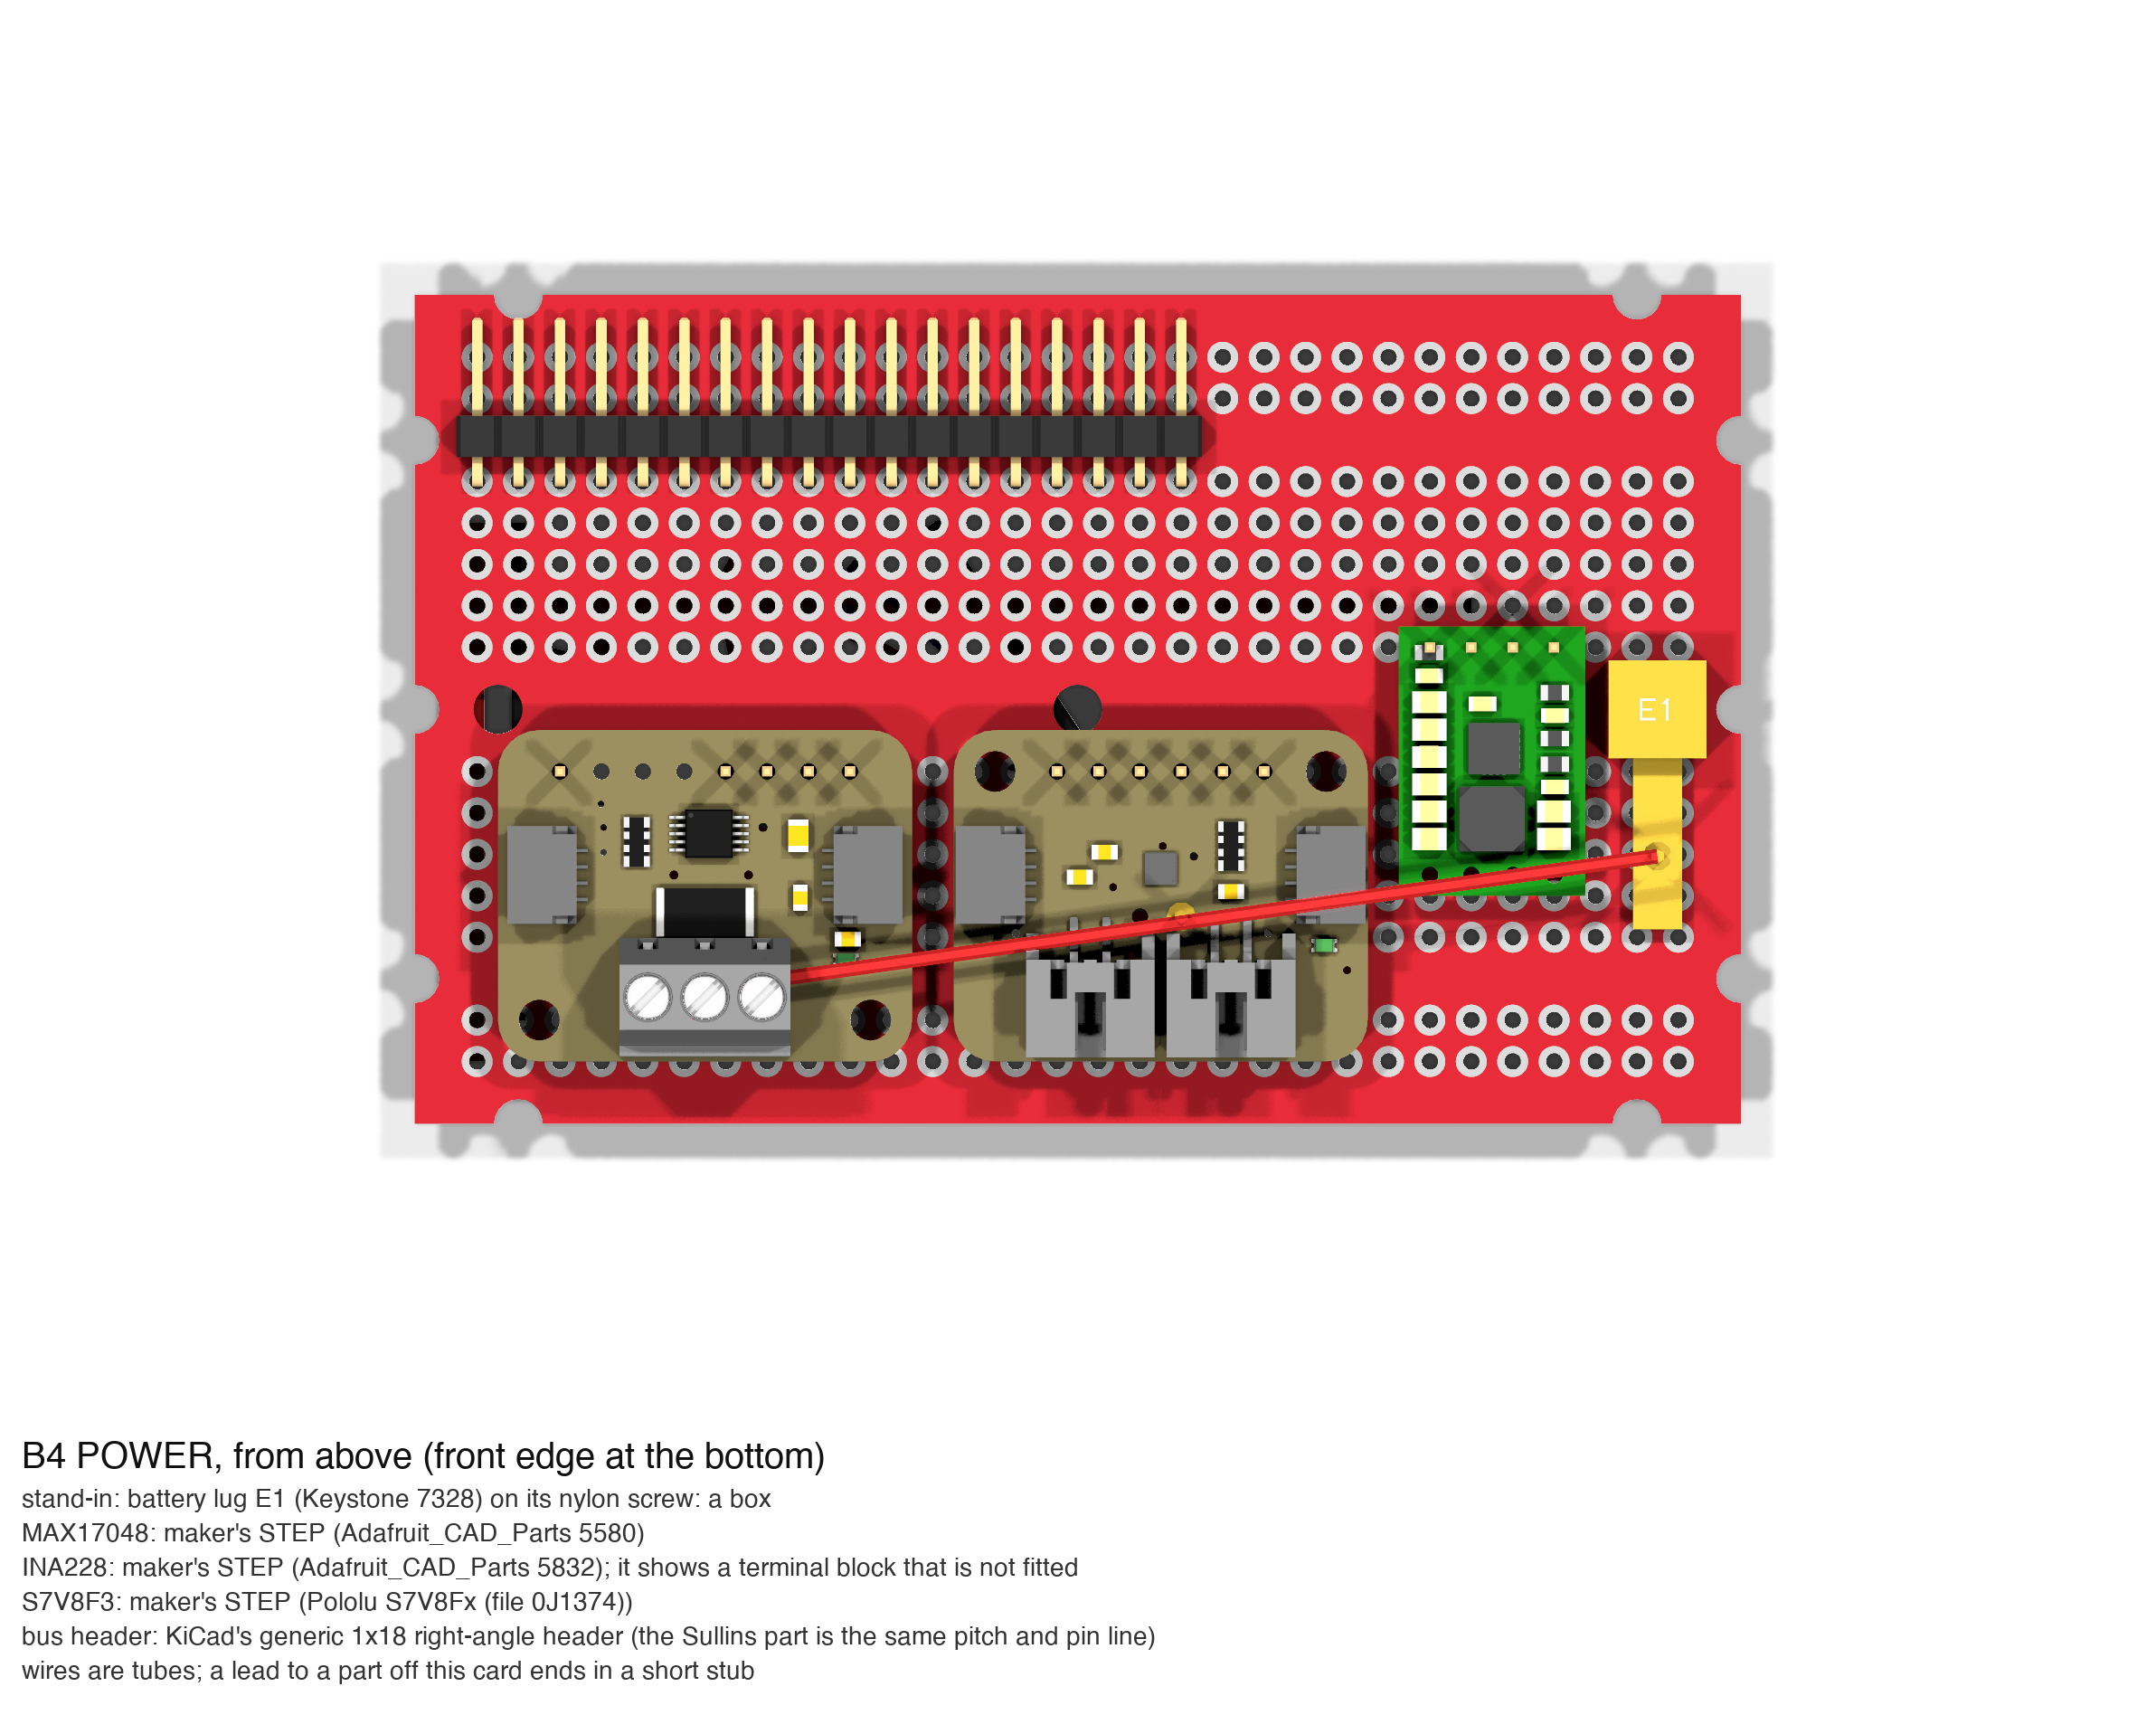 E1
B4 POWER, from above (front edge at the bottom)
stand-in: battery lug E1 (Keystone 7328) on its nylon screw: a box
MAX17048: maker's STEP (Adafruit_CAD_Parts 5580)
INA228: maker's STEP (Adafruit_CAD_Parts 5832); it shows a terminal block that is not fitted
S7V8F3: maker's STEP (Pololu S7V8Fx (file 0J1374))
bus header: KiCad's generic 1x18 right-angle header (the Sullins part is the same pitch and pin line)
wires are tubes; a lead to a part off this card ends in a short stub